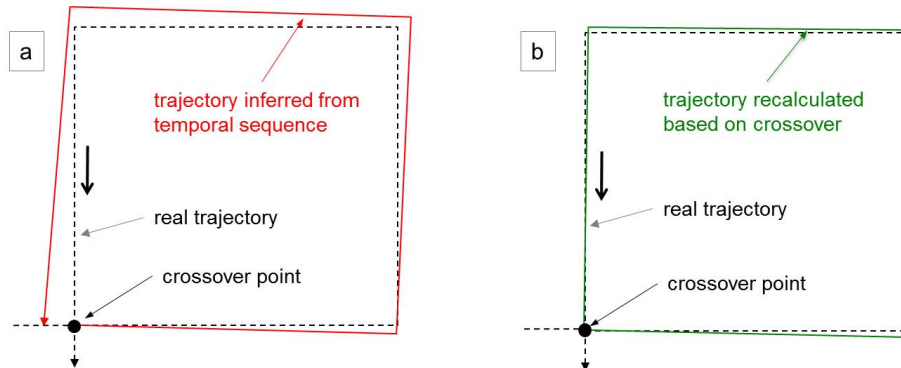 a
trajectory inferred from
temporal sequence
real trajectory
crossover point
b
trajectory recalculated
based on crossover
real trajectory
crossover point